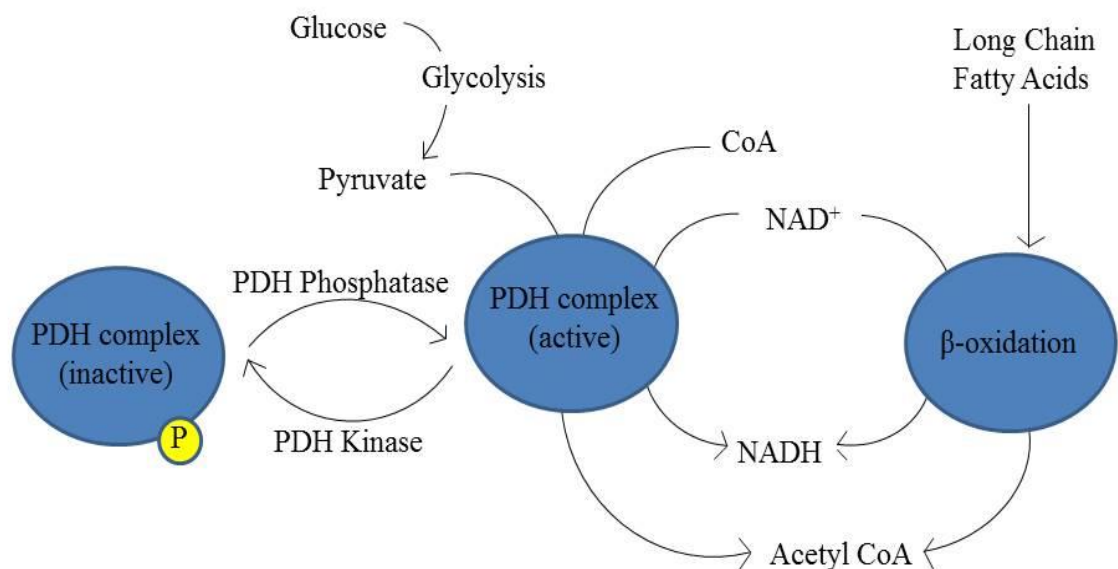 Glucose
Glycolysis
Pyruvate
CoA
Long Chain
Fatty Acids
NAD⁺
PDH Phosphatase
PDH complex
(inactive)
P
PDH Kinase
PDH complex
(active)
β-oxidation
NADH
Acetyl CoA